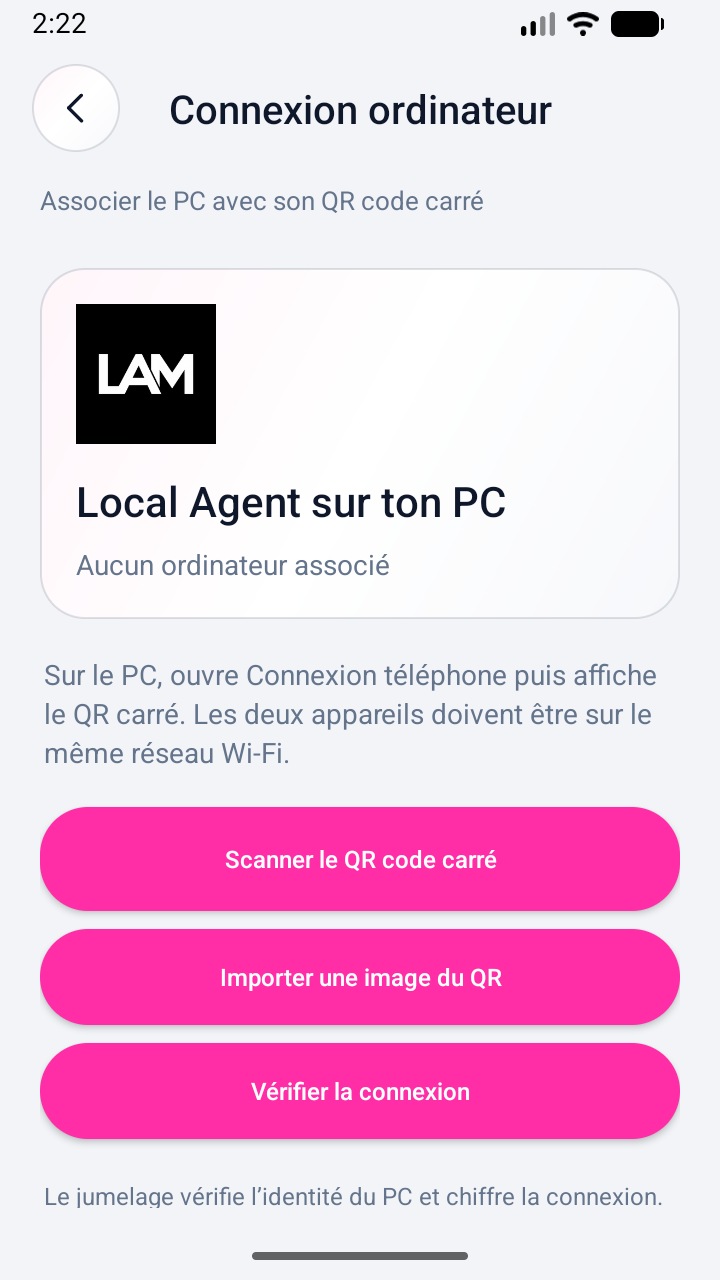 2:22
Connexion ordinateur
Associer le PC avec son QR code carré
LAM
Local Agent sur ton PC
Aucun ordinateur associé
Sur le PC, ouvre Connexion téléphone puis affiche
le QR carré. Les deux appareils doivent être sur le
même réseau Wi-Fi.
Scanner le QR code carré
Importer une image du QR
Vérifier la connexion
Le jumelage vérifie l’identité du PC et chiffre la connexion.